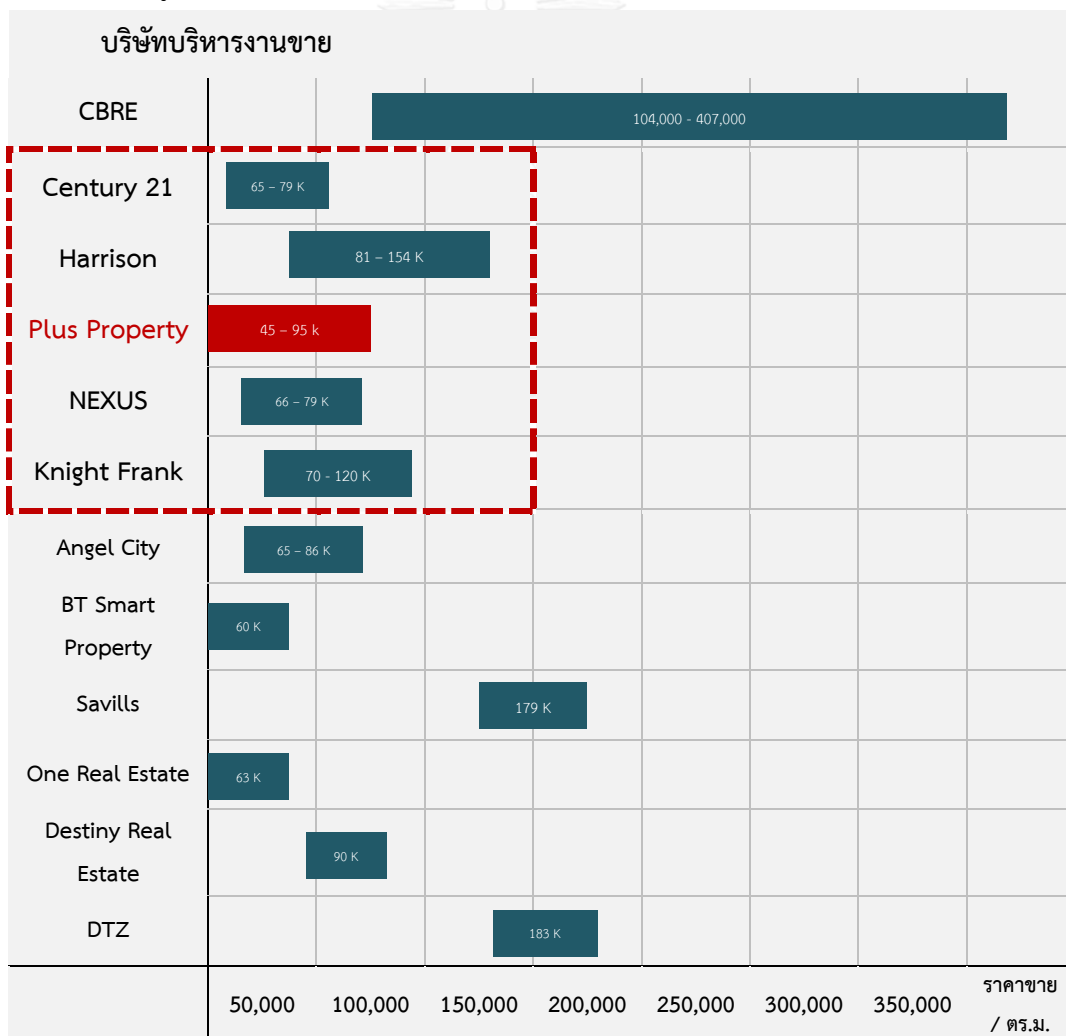 บริษัทบริหารงานขาย
CBRE
104,000 - 407,000
Century 21
65 – 79 K
Harrison
81 – 154 K
Plus Property
45 – 95 k
NEXUS
66 – 79 K
Knight Frank
70 - 120 K
Angel City
65 – 86 K
BT Smart
Property
60 K
Savills
179 K
One Real Estate
63 K
Destiny Real
Estate
90 K
DTZ
183 K
50,000 100,000 150,000 200,000 250,000 300,000 350,000
ราคาขาย
/ ตร.ม.